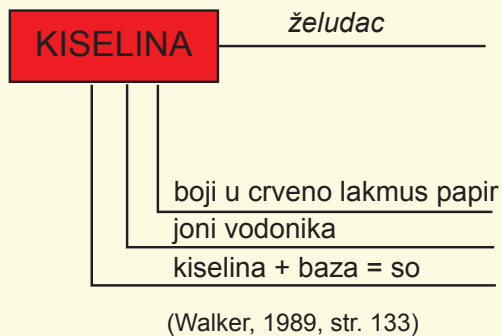 KISELINA
želudac
boji u crveno lakmus papir
joni vodonika
kiselina + baza = so
(Walker, 1989, str. 133)